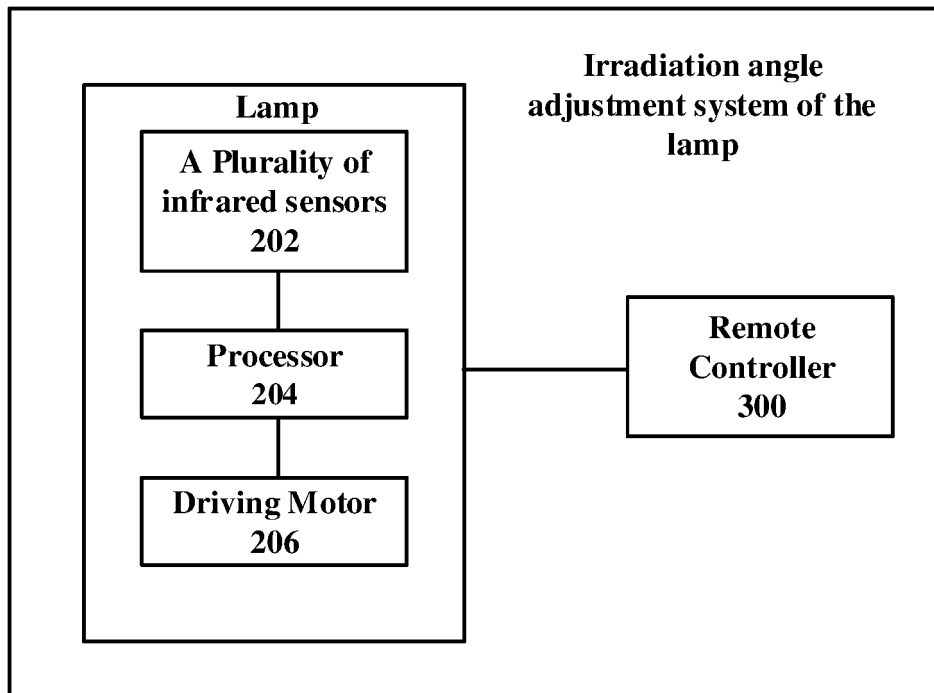 Irradiation angle
adjustment system of the
lamp
Lamp
A Plurality of
infrared sensors
202
Processor
204
Driving Motor
206
Remote
Controller
300